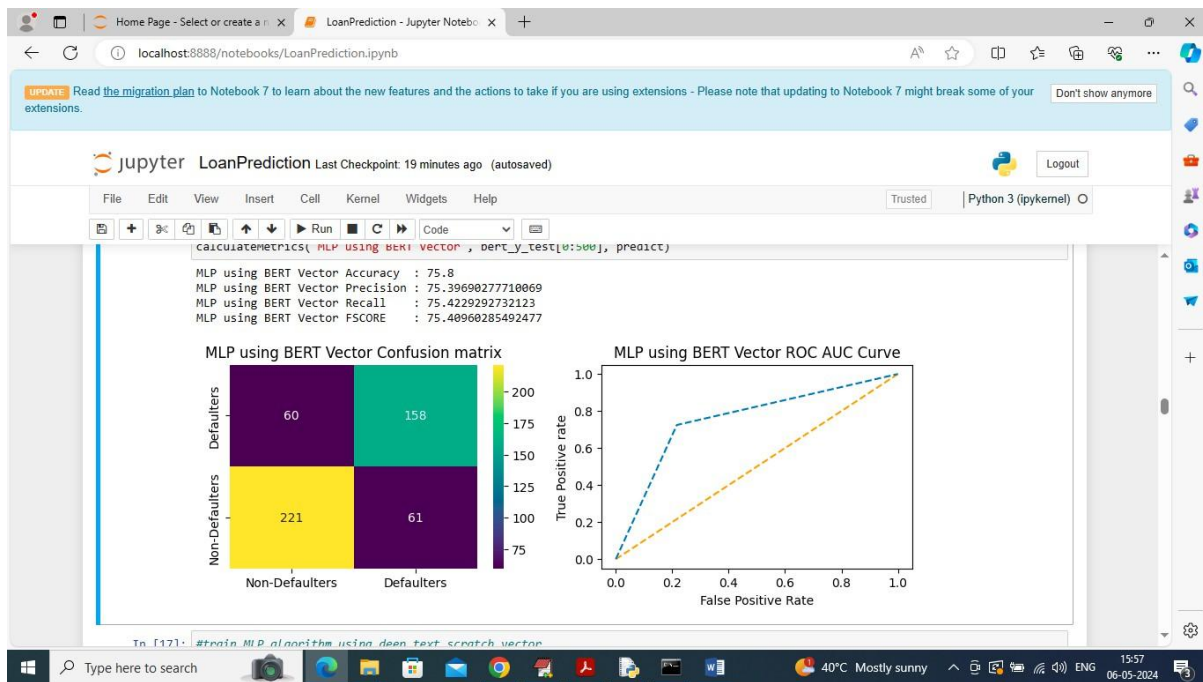 Home Page - Select or create a n
LoanPrediction - Jupyter Notebo
localhost:8888/notebooks/LoanPrediction.ipynb
UPDATE Read the migration plan to Notebook 7 to learn about the new features and the actions to take if you are using extensions - Please note that updating to Notebook 7 might break some of your
extensions.
Don't show anymore
jupyter LoanPrediction Last Checkpoint: 19 minutes ago (autosaved)
Logout
File Edit View Insert Cell Kernel Widgets Help
Trusted Python 3 (ipykernel)
Run Code
calculateMetrics("MLP using BERT Vector", bert_y_test[0:500], predict)
MLP using BERT Vector Accuracy : 75.8
MLP using BERT Vector Precision : 75.39690277710069
MLP using BERT Vector Recall : 75.4229292732123
MLP using BERT Vector FSCORE : 75.40960285492477
MLP using BERT Vector Confusion matrix
Defaulters
Non-Defaulters
60 158
221 61
Non-Defaulters Defaulters
200
175
150
125
100
75
MLP using BERT Vector ROC AUC Curve
True Positive rate
1.0
0.8
0.6
0.4
0.2
0.0
0.0 0.2 0.4 0.6 0.8 1.0
False Positive Rate
In [17]: #train MLP algorithm using deep text scratch vector
Type here to search
40°C Mostly sunny
ENG
15:57
06-05-2024
3